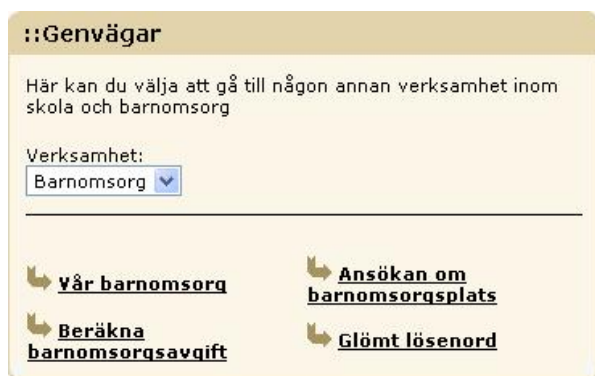 ::Genvägar
Här kan du välja att gå till någon annan verksamhet inom
skola och barnomsorg
Verksamhet:
Barnomsorg
Vår barnomsorg
Ansökan om
barnomsorgsplats
Beräkna
barnomsorgsavgift
Glömt lösenord